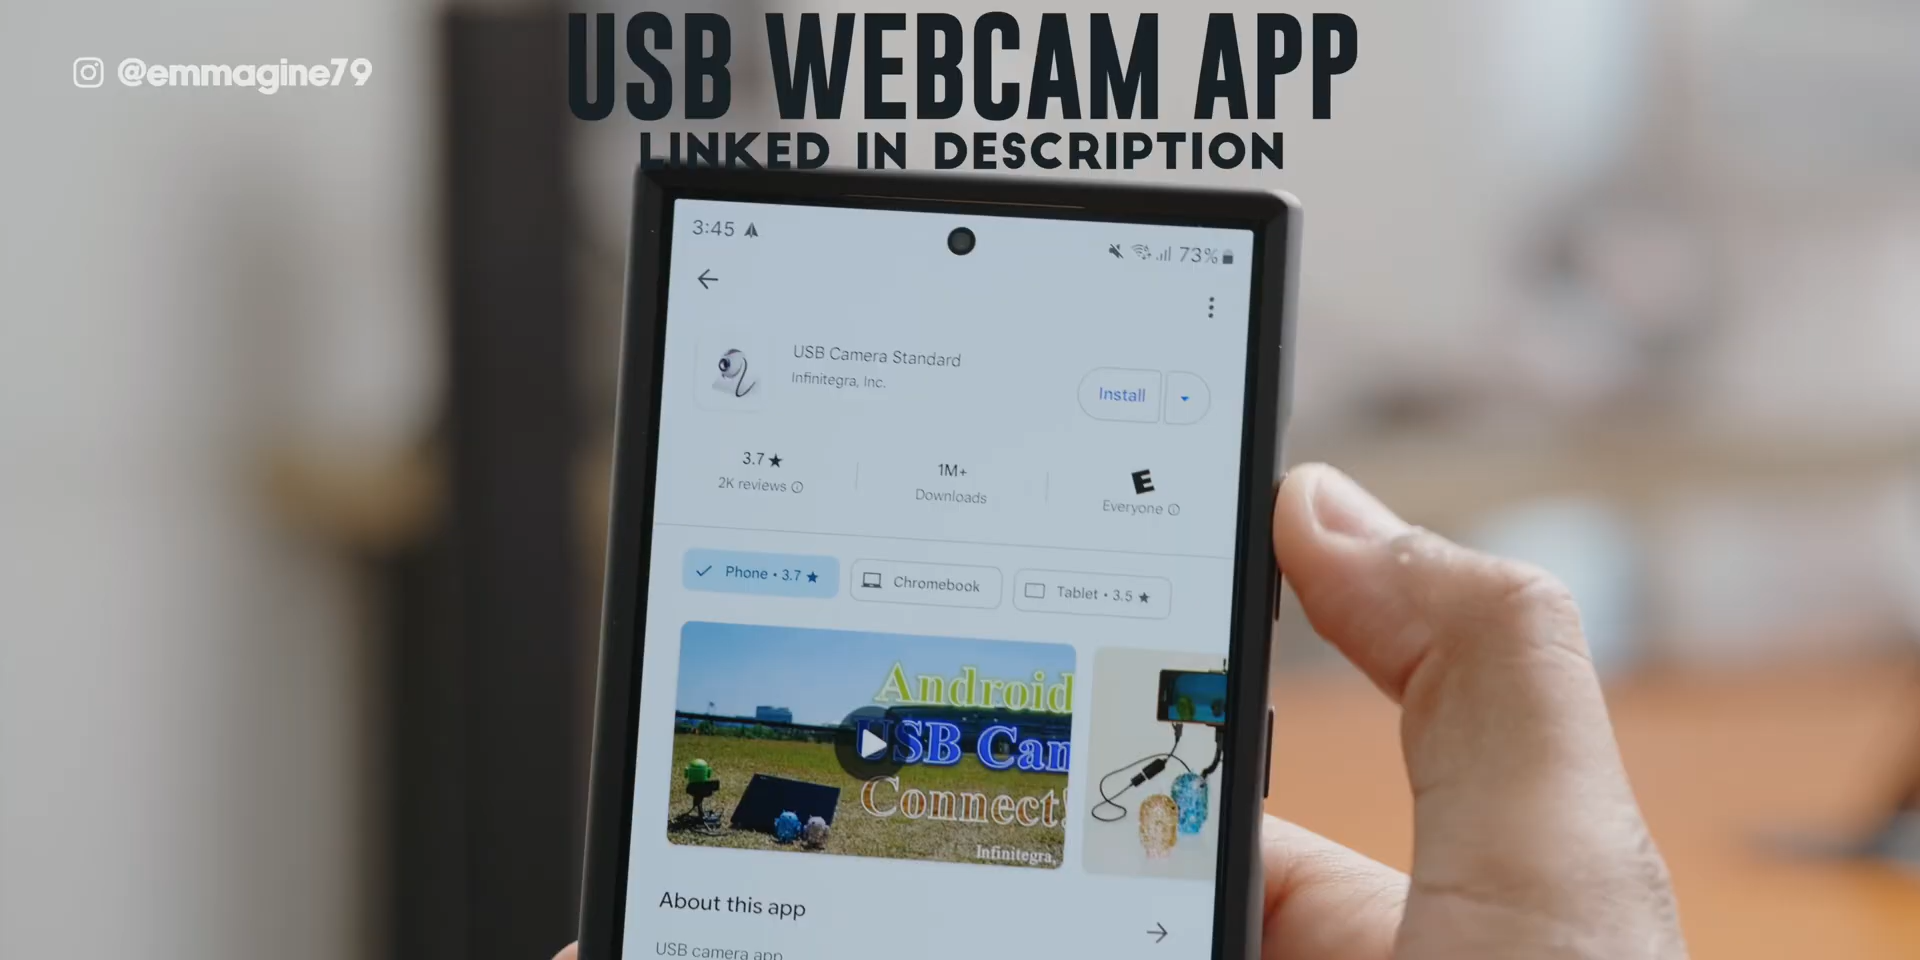 USB WEBCAM APP
@emmagine79
LINKED IN DESCRIPTION
3:45
73%
USB Camera Standard
Infinitegra, Inc.
Install
3.7★
1M+
E
2K reviews
Downloads
Everyone
Phone • 3.7 ★
Chromebook
Tablet • 3.5 ★
Android
USB Cam
Connect!
Infinitegra,
About this app
→
USB camera app